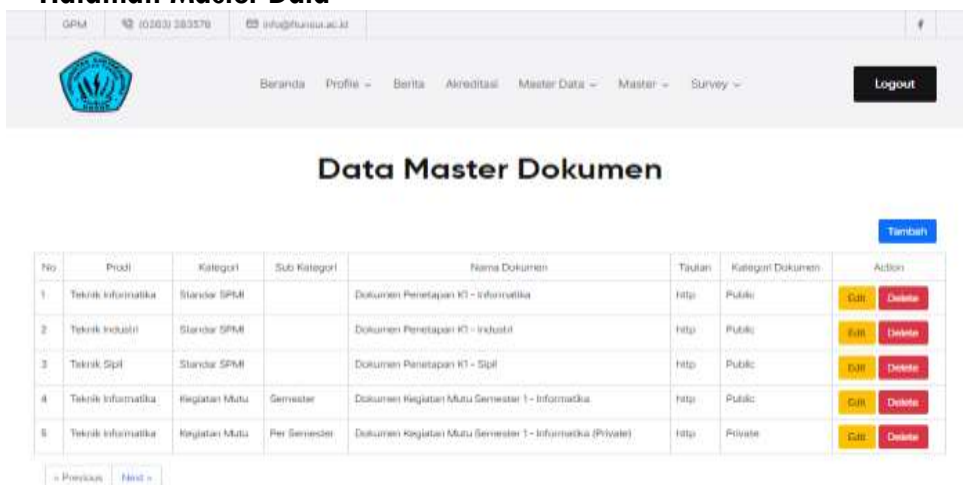 Halaman Master Data
GPM (0263) 283578 info@ftunsur.ac.id
Beranda Profile Berita Akreditasi Master Data Master Survey Logout
Data Master Dokumen
Tambah
No Prodi Kategori Sub Kategori Nama Dokumen Tautan Kategori Dokumen Action
1 Teknik Informatika Standar SPMI Dokumen Penetapan K1 - Informatika http Public Edit Delete
2 Teknik Industri Standar SPMI Dokumen Penetapan K1 - Industri http Public Edit Delete
3 Teknik Sipil Standar SPMI Dokumen Penetapan K1 - Sipil http Public Edit Delete
4 Teknik Informatika Kegiatan Mutu Semester Dokumen Kegiatan Mutu Semester 1 - Informatika http Public Edit Delete
5 Teknik Informatika Kegiatan Mutu Per Semester Dokumen Kegiatan Mutu Semester 1 - Informatika (Private) http Private Edit Delete
« Previous Next »